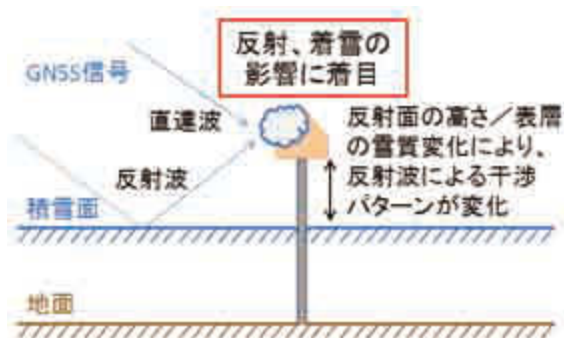 反射、着雪の
影響に着目
GNSS信号
直達波
反射波
反射面の高さ／表層
の雪質変化により、
反射波による干渉
パターンが変化
積雪面
地面